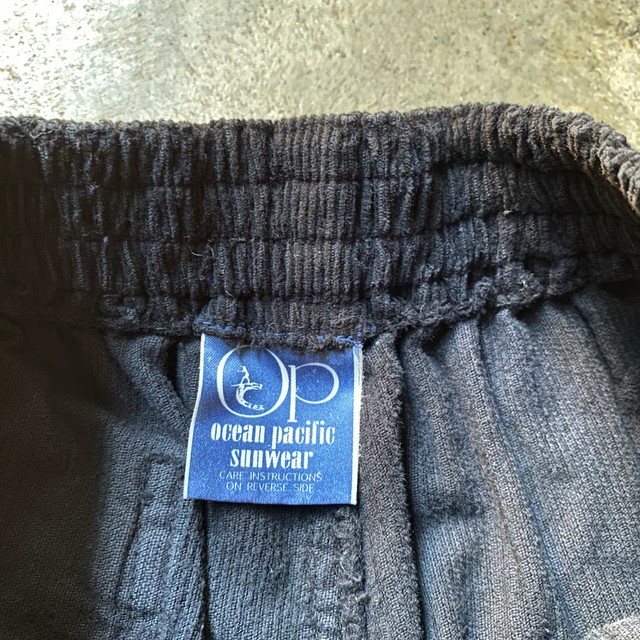 Op
ocean pacific
sunwear
CARE INSTRUCTIONS
ON REVERSE SIDE